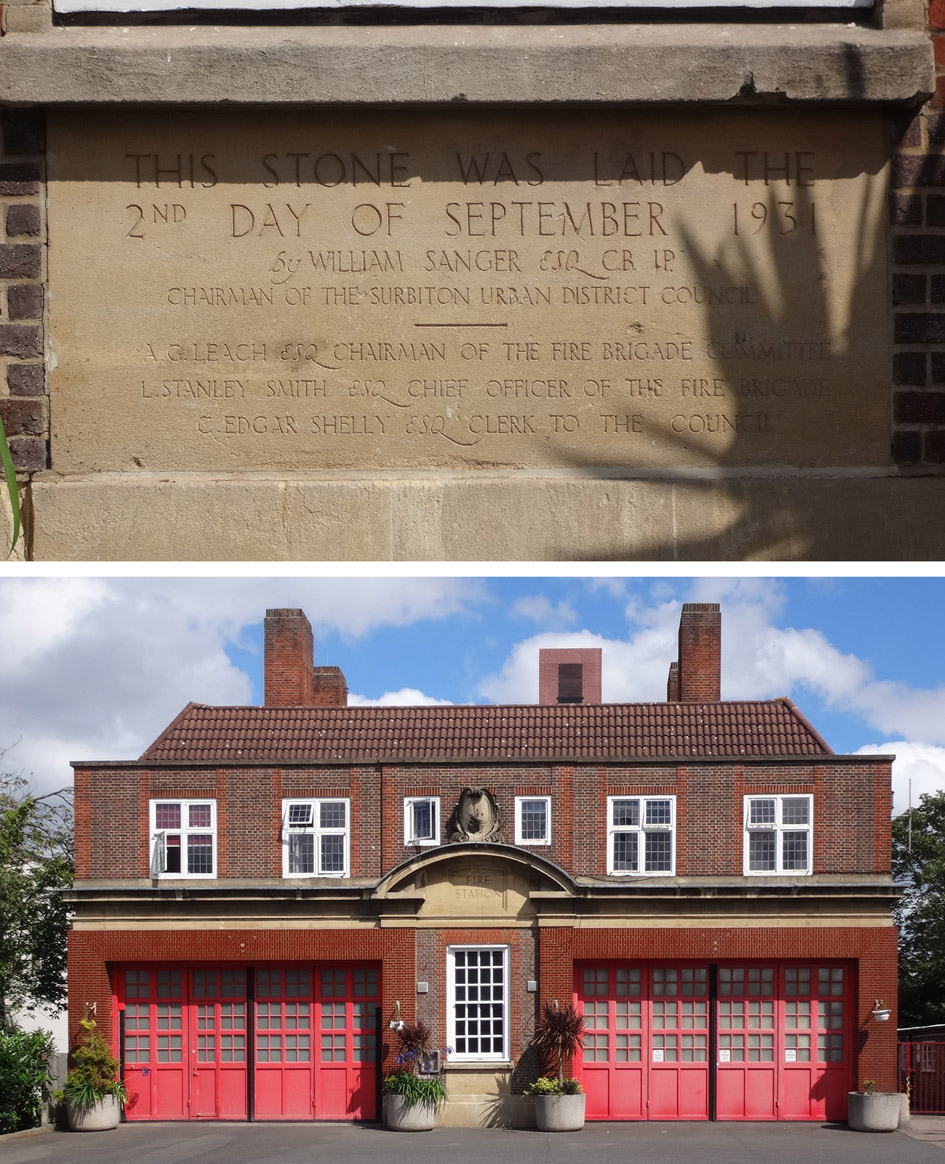 THIS STONE WAS LAID THE
2ND DAY OF SEPTEMBER 1931
by WILLIAM SANGER ESQ C.B. J.P.
CHAIRMAN OF THE SURBITON URBAN DISTRICT COUNCIL
A.G. LEACH ESQ CHAIRMAN OF THE FIRE BRIGADE COMMITTEE
L. STANLEY SMITH ESQ CHIEF OFFICER OF THE FIRE BRIGADE
C. EDGAR SHELLY ESQ CLERK TO THE COUNCIL
FIRE
STATION